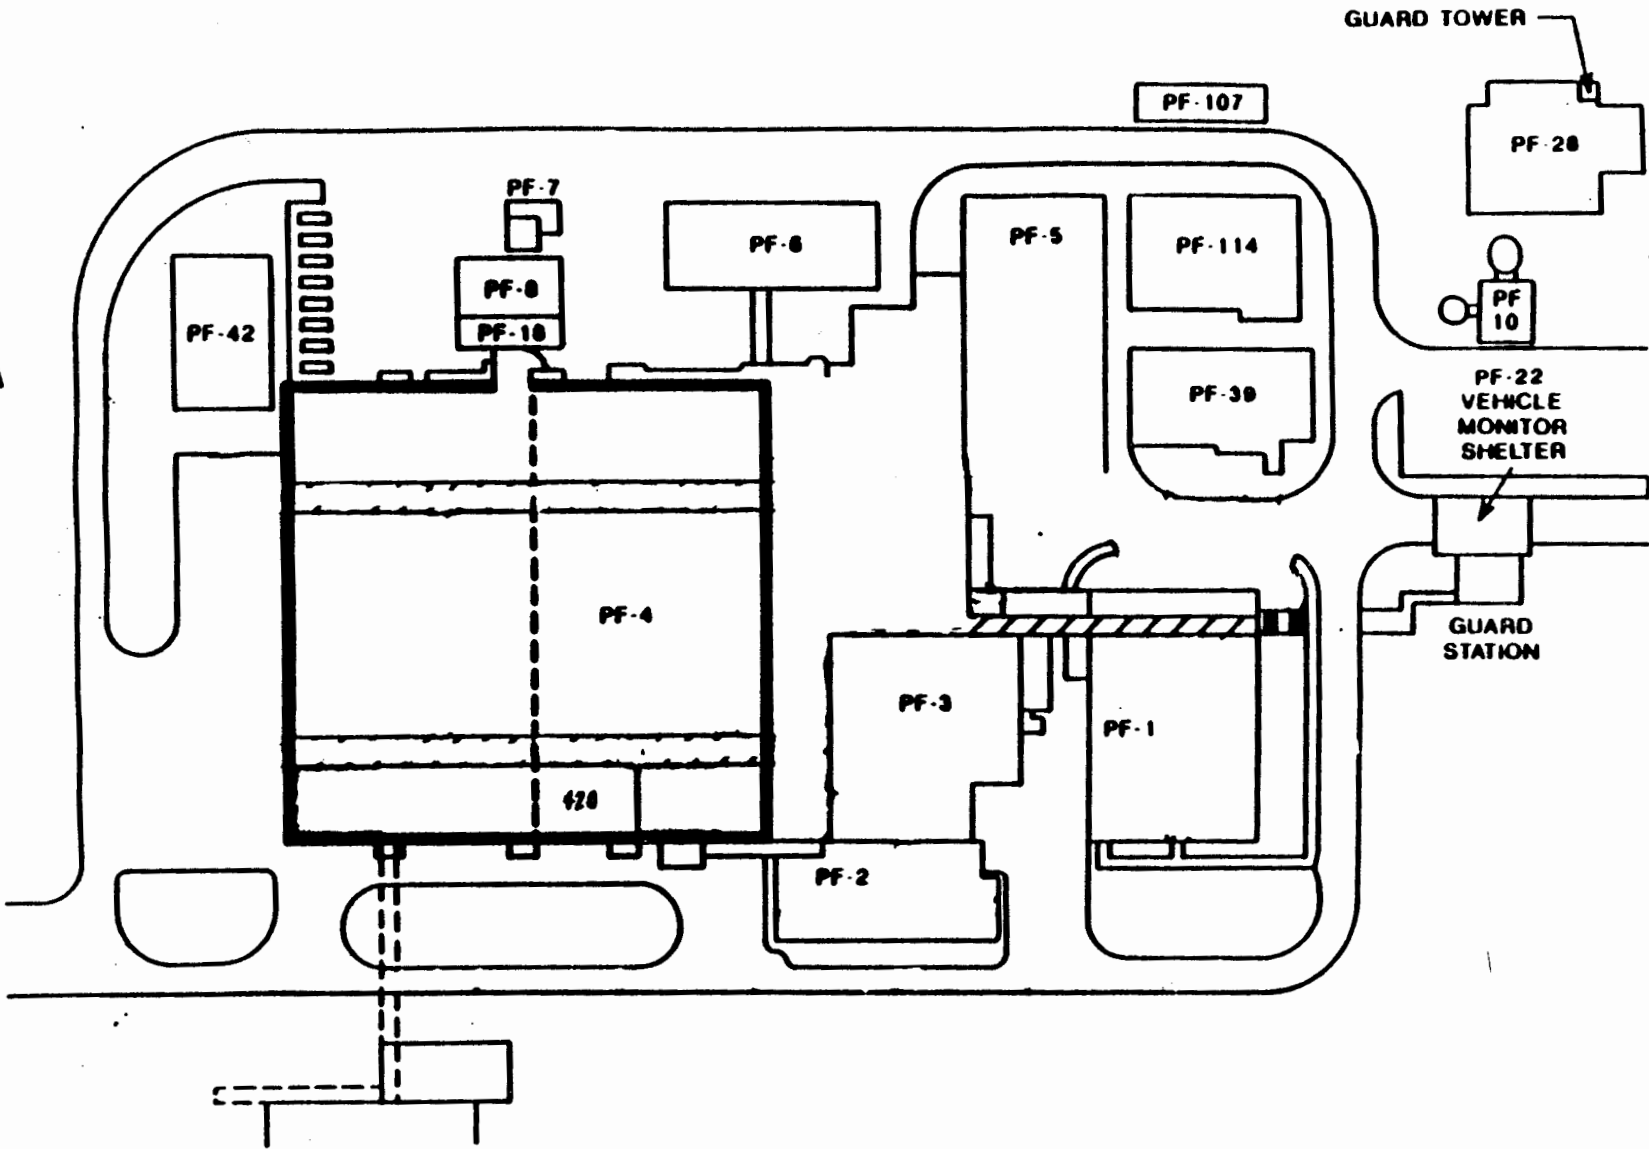 GUARD TOWER
PF-107
PF-28
PF-7
PF-6
PF-5
PF-114
PF-8
PF-18
PF-42
PF
10
PF-22
VEHICLE
MONITOR
SHELTER
PF-39
PF-4
GUARD
STATION
PF-3
PF-1
428
PF-2